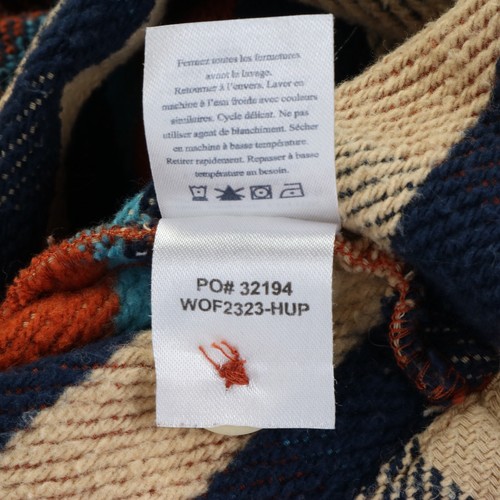 Fermez toutes les fermetures
avant le lavage.
Retourner à l'envers. Laver en
machine à l'eau froide avec couleurs
similaires. Cycle délicat. Ne pas
utiliser agent de blanchiment. Sécher
en machine à basse température.
Retirer rapidement. Repasser à basse
température au besoin.
PO# 32194
WOF2323-HUP